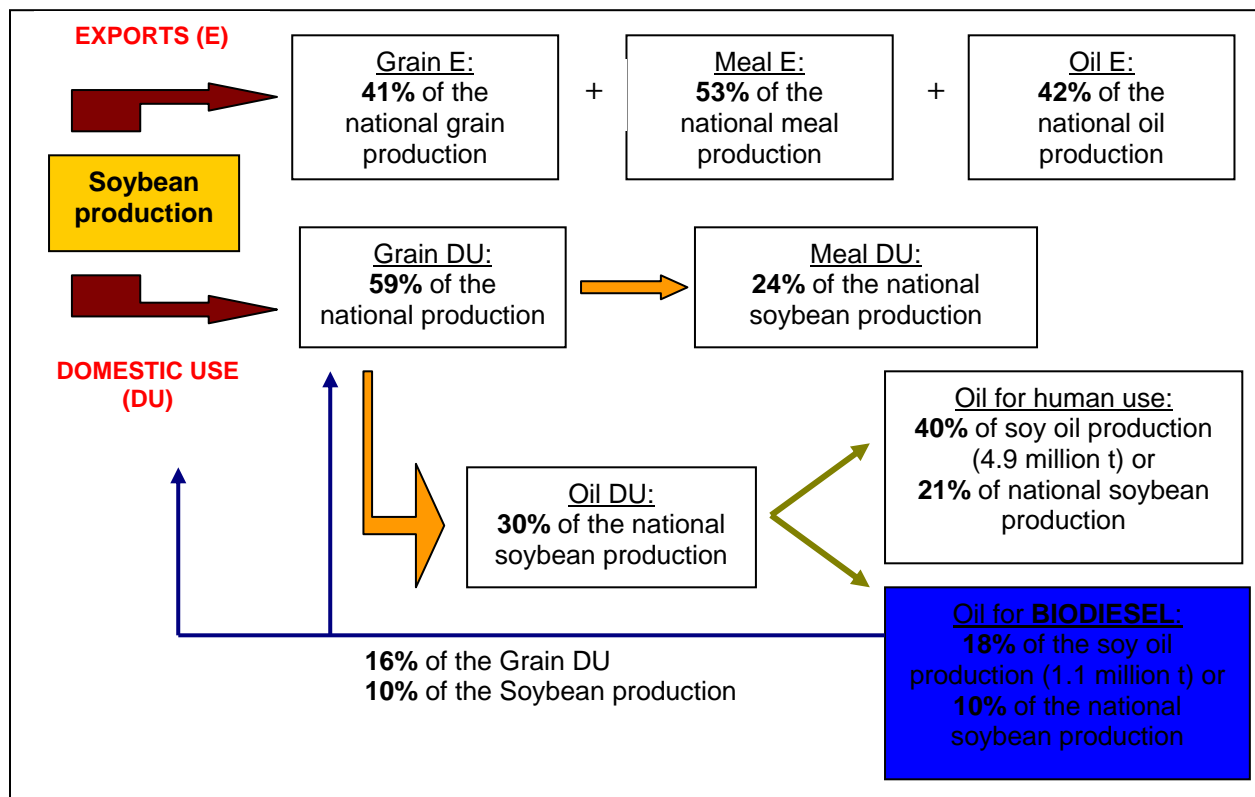 EXPORTS (E)
Grain E:
41% of the
national grain
production
+
Meal E:
53% of the
national meal
production
+
Oil E:
42% of the
national oil
production
Soybean
production
Grain DU:
59% of the
national production
Meal DU:
24% of the national
soybean production
DOMESTIC USE
(DU)
Oil for human use:
40% of soy oil production
(4.9 million t) or
21% of national soybean
production
Oil DU:
30% of the national
soybean production
Oil for BIODIESEL:
18% of the soy oil
production (1.1 million t) or
10% of the national
soybean production
16% of the Grain DU
10% of the Soybean production